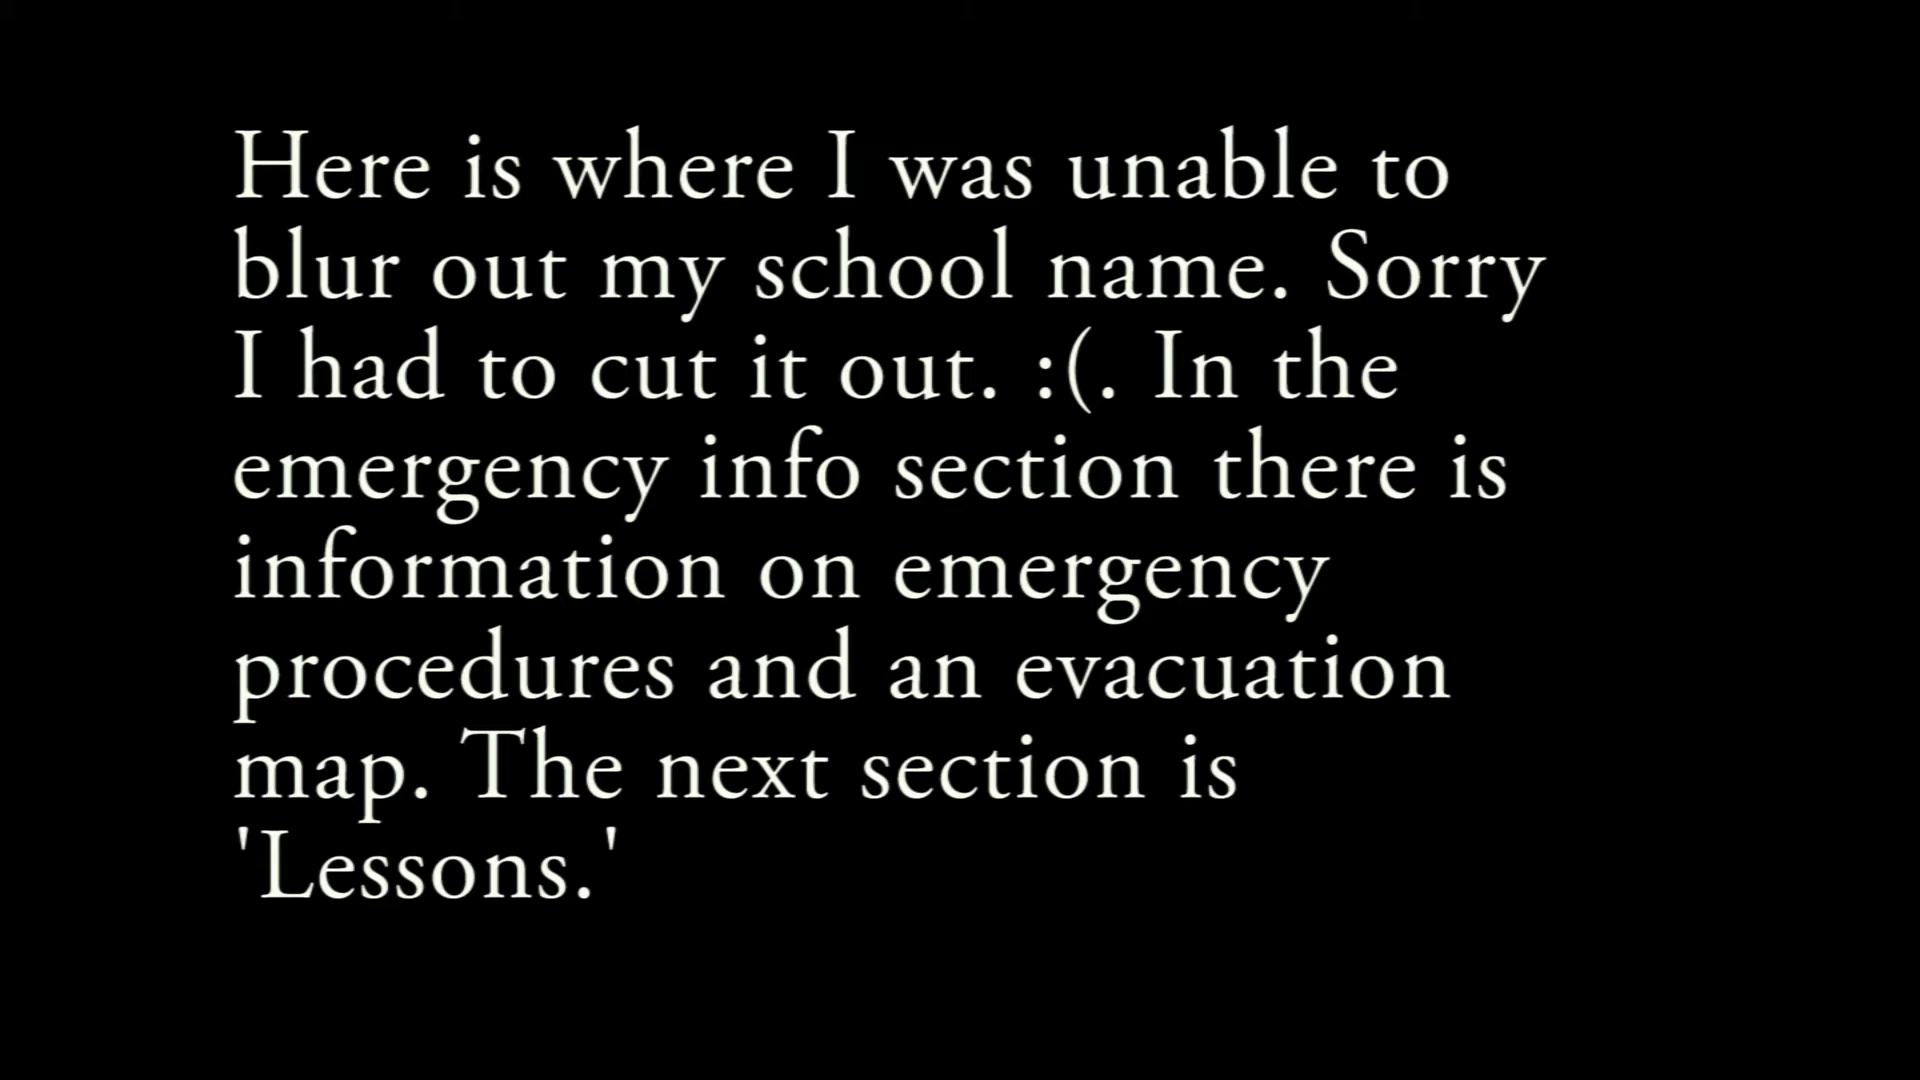 Here is where I was unable to
blur out my school name. Sorry
I had to cut it out. :(. In the
emergency info section there is
information on emergency
procedures and an evacuation
map. The next section is
'Lessons.'